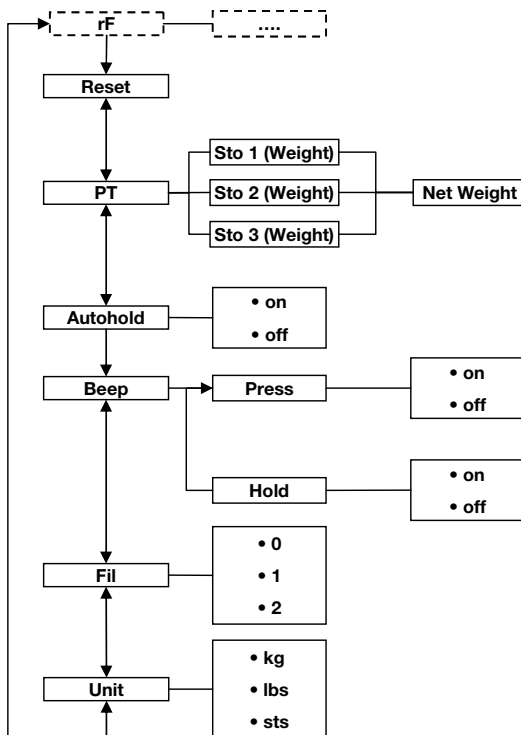 rF
....
Reset
Sto 1 (Weight)
PT
Sto 2 (Weight)
Net Weight
Sto 3 (Weight)
Autohold
• on
• off
Beep
Press
• on
• off
Hold
• on
• off
Fil
• 0
• 1
• 2
Unit
• kg
• lbs
• sts